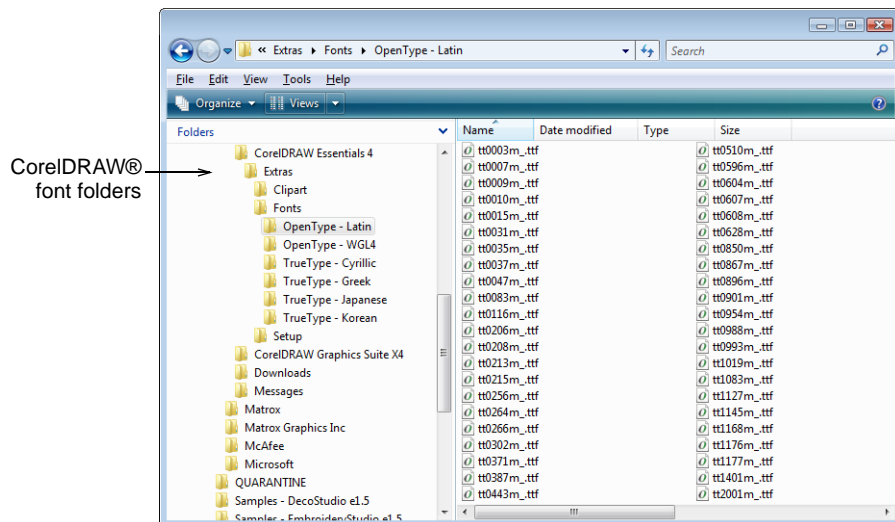 « Extras ▸ Fonts ▸ OpenType - Latin
Search
File Edit View Tools Help
Organize Views
Folders
CorelDRAW Essentials 4
Extras
Clipart
Fonts
OpenType - Latin
OpenType - WGL4
TrueType - Cyrillic
TrueType - Greek
TrueType - Japanese
TrueType - Korean
Setup
CorelDRAW Graphics Suite X4
Downloads
Messages
Matrox
Matrox Graphics Inc
McAfee
Microsoft
QUARANTINE
Samples - DecoStudio e1.5
Samples - EmbroideryStudio e1.5
CorelDRAW®
font folders
Name Date modified Type Size
tt0003m_.ttf
tt0007m_.ttf
tt0009m_.ttf
tt0010m_.ttf
tt0015m_.ttf
tt0031m_.ttf
tt0035m_.ttf
tt0037m_.ttf
tt0047m_.ttf
tt0083m_.ttf
tt0116m_.ttf
tt0206m_.ttf
tt0208m_.ttf
tt0213m_.ttf
tt0215m_.ttf
tt0256m_.ttf
tt0264m_.ttf
tt0266m_.ttf
tt0302m_.ttf
tt0371m_.ttf
tt0387m_.ttf
tt0443m_.ttf
tt0510m_.ttf
tt0596m_.ttf
tt0604m_.ttf
tt0607m_.ttf
tt0608m_.ttf
tt0628m_.ttf
tt0850m_.ttf
tt0867m_.ttf
tt0896m_.ttf
tt0901m_.ttf
tt0954m_.ttf
tt0988m_.ttf
tt0993m_.ttf
tt1019m_.ttf
tt1083m_.ttf
tt1127m_.ttf
tt1145m_.ttf
tt1168m_.ttf
tt1176m_.ttf
tt1177m_.ttf
tt1401m_.ttf
tt2001m_.ttf